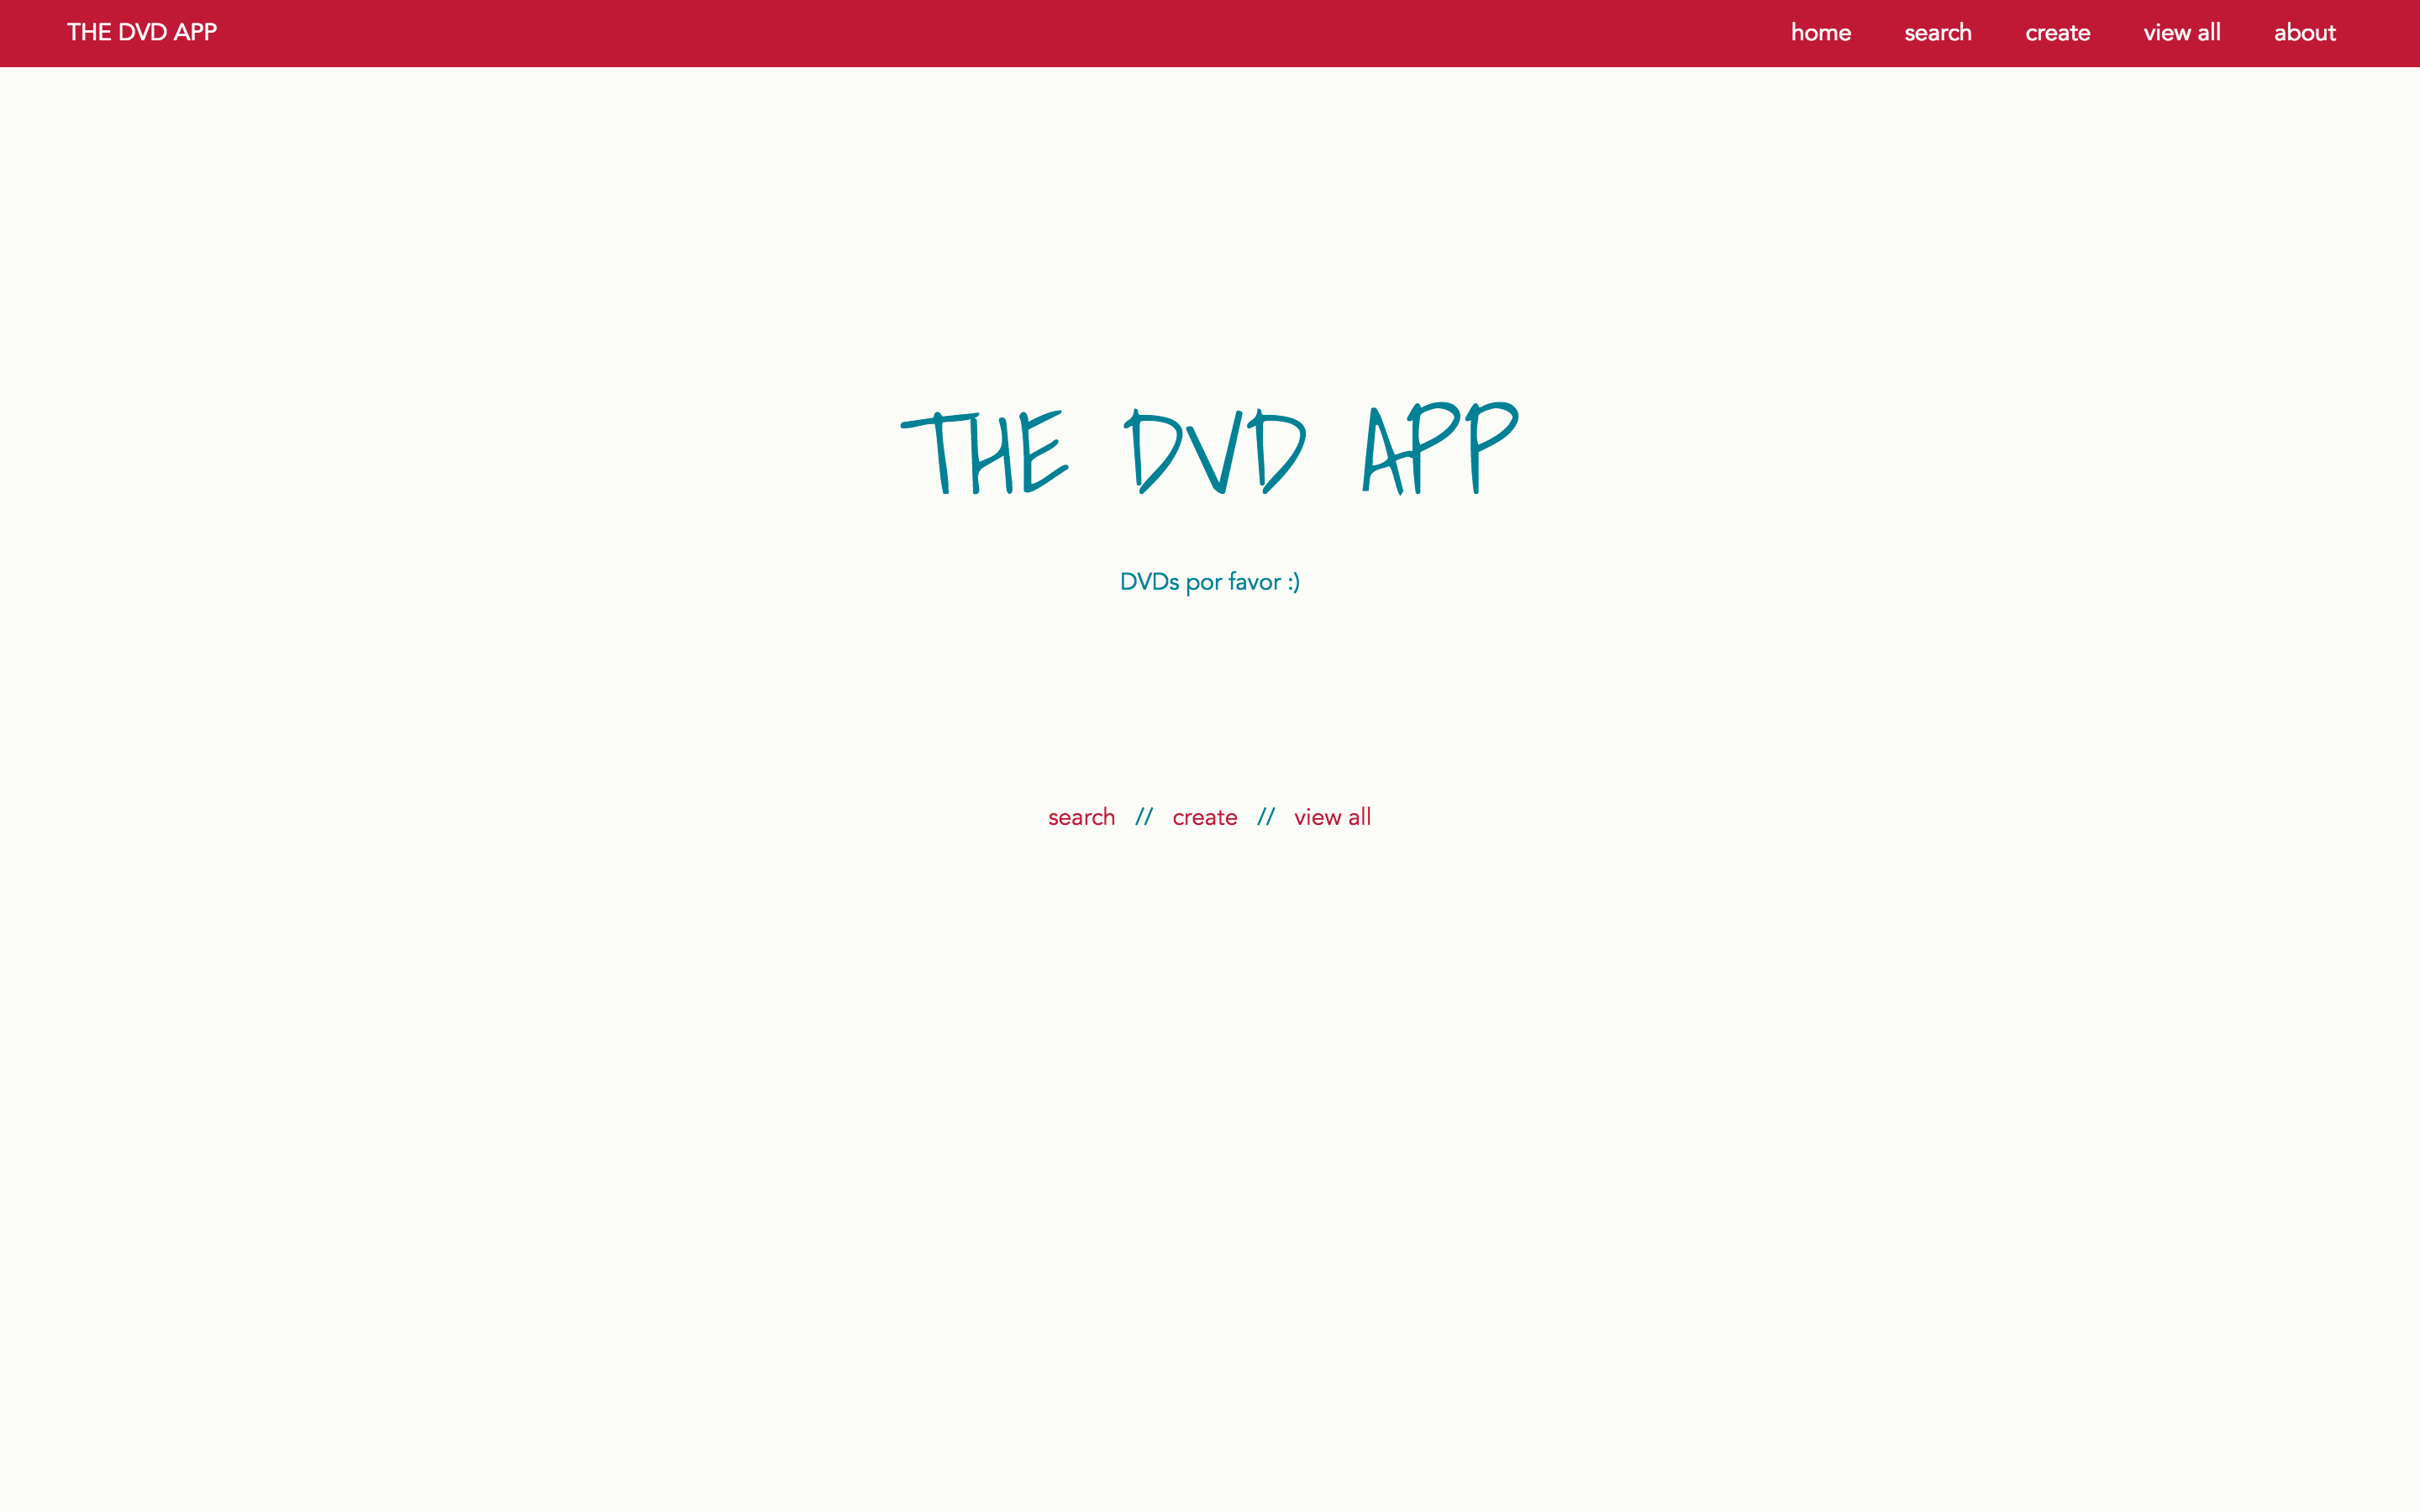 THE DVD APP home search create view all about
THE DVD APP
DVDs por favor :)
search // create // view all